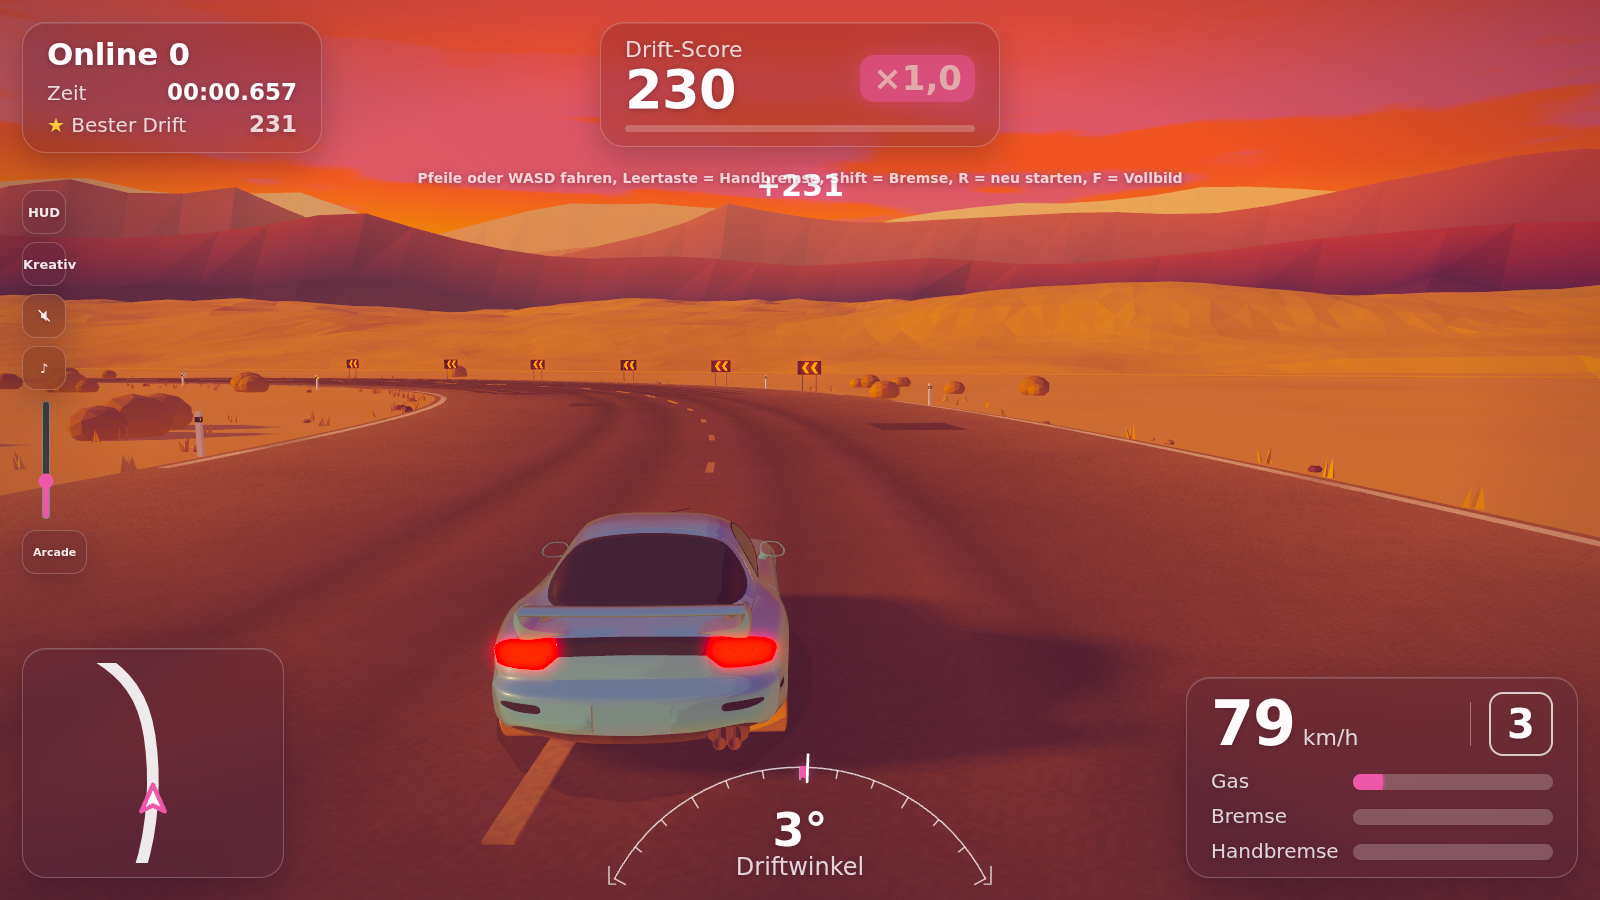 Online 0
Zeit 00:00.657
★ Bester Drift 231
Drift-Score
230
×1,0
Pfeile oder WASD fahren, Leertaste = Handbremse, Shift = Bremse, R = neu starten, F = Vollbild
+231
HUD
Kreativ
♪
Arcade
3°
Driftwinkel
79 km/h
3
Gas
Bremse
Handbremse